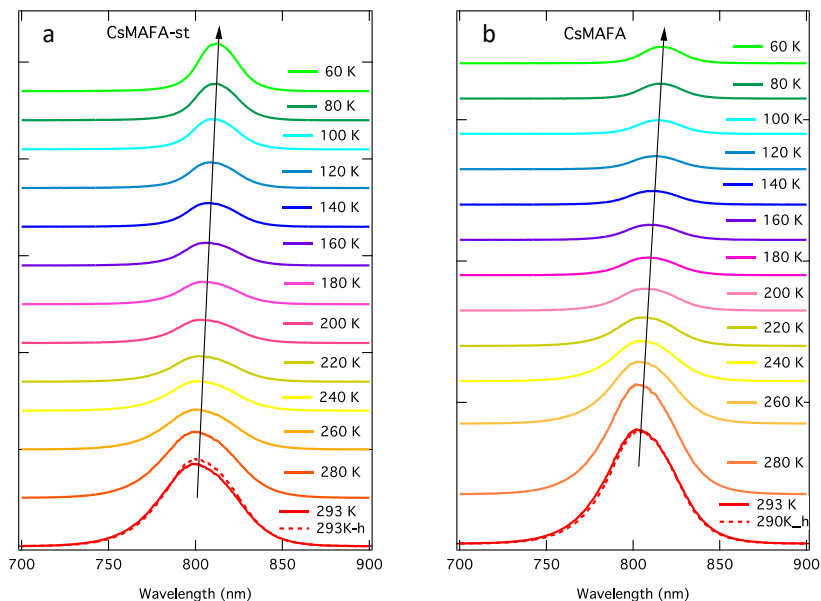 a
CsMAFA-st
60 K
80 K
100 K
120 K
140 K
160 K
180 K
200 K
220 K
240 K
260 K
280 K
293 K
293K-h
700
750
800
850
900
Wavelength (nm)
b
CsMAFA
60 K
80 K
100 K
120 K
140 K
160 K
180 K
200 K
220 K
240 K
260 K
280 K
293 K
290K_h
700
750
800
850
900
Wavelength (nm)